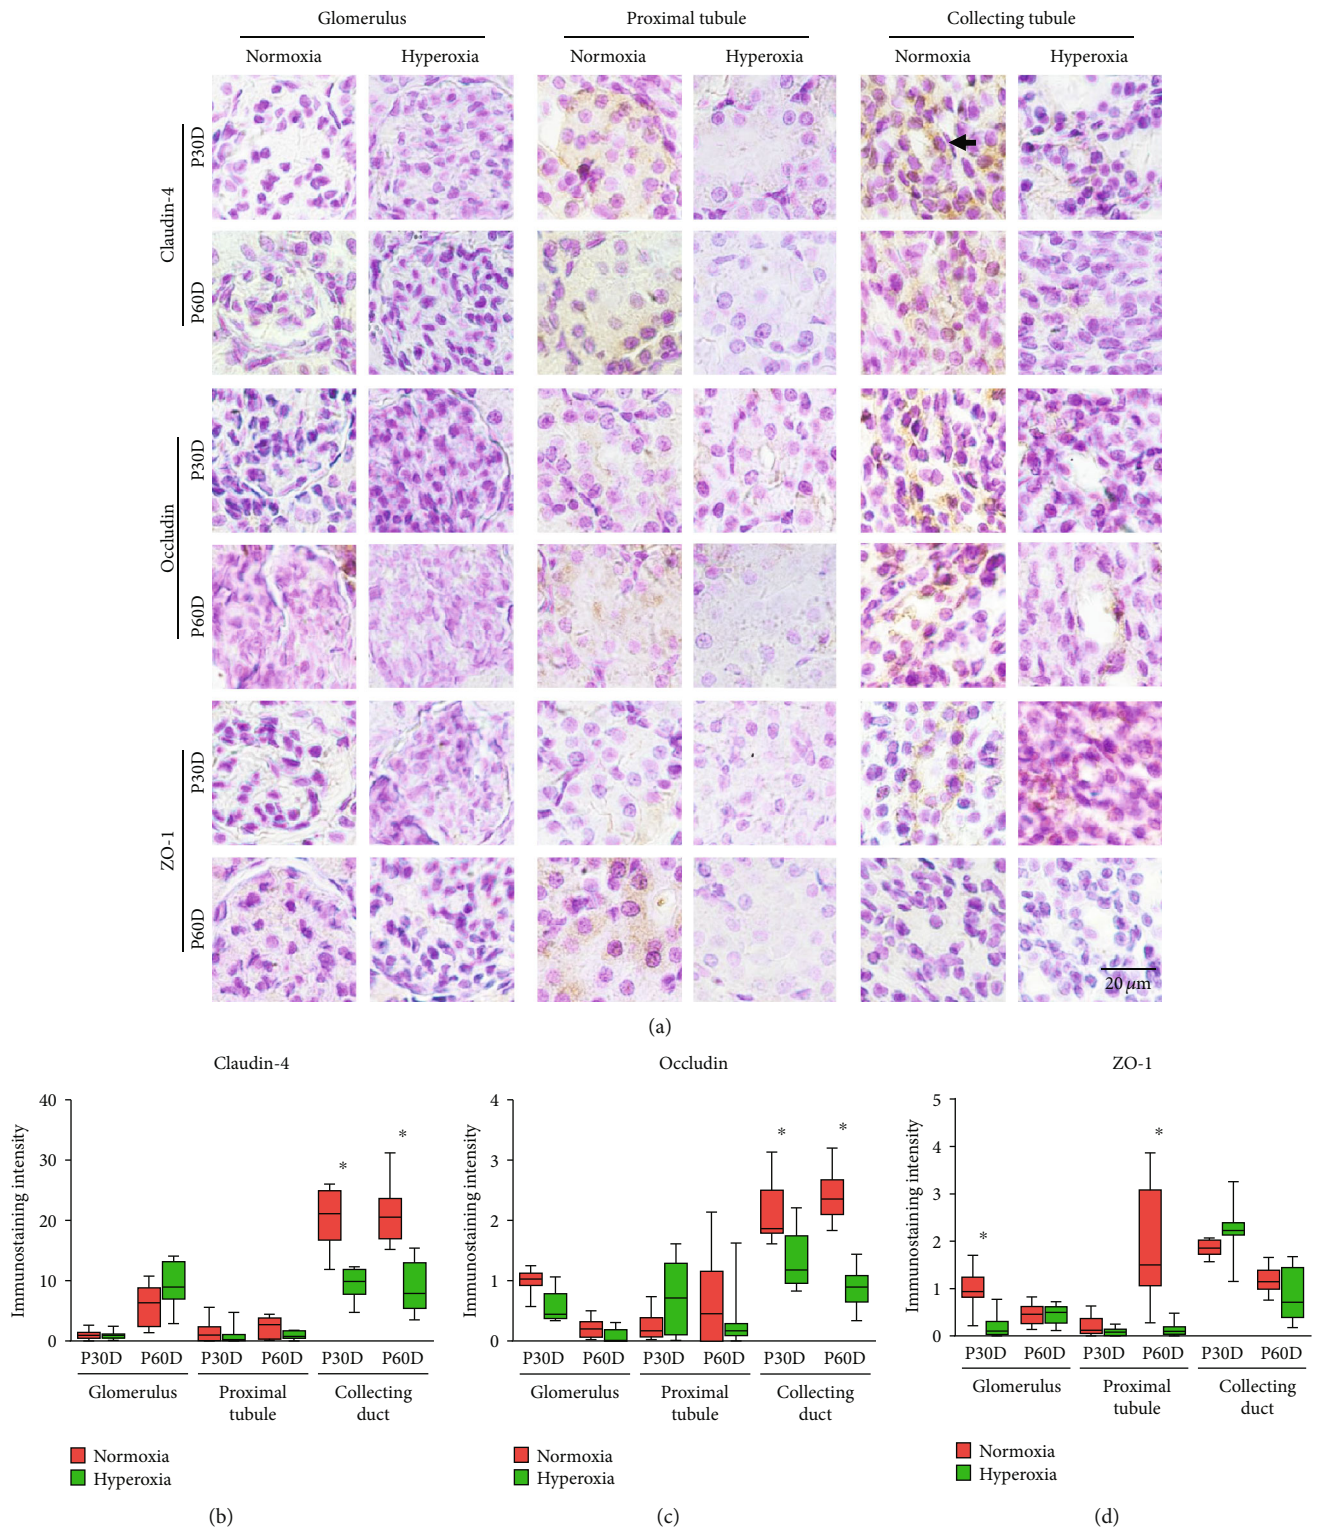 Glomerulus Proximal tubule Collecting tubule
Normoxia Hyperoxia Normoxia Hyperoxia Normoxia Hyperoxia
Claudin-4
P30D
P60D
Occludin
P30D
P60D
ZO-1
P30D
P60D
20 μm
(a)
Claudin-4
Immunostaining intensity
40
30
20
10
0
* *
P30D P60D P30D P60D P30D P60D
Glomerulus Proximal tubule Collecting duct
Normoxia
Hyperoxia
(b)
Occludin
Immunostaining intensity
4
3
2
1
0
* *
P30D P60D P30D P60D P30D P60D
Glomerulus Proximal tubule Collecting duct
Normoxia
Hyperoxia
(c)
ZO-1
Immunostaining intensity
5
4
3
2
1
0
* *
P30D P60D P30D P60D P30D P60D
Glomerulus Proximal tubule Collecting duct
Normoxia
Hyperoxia
(d)